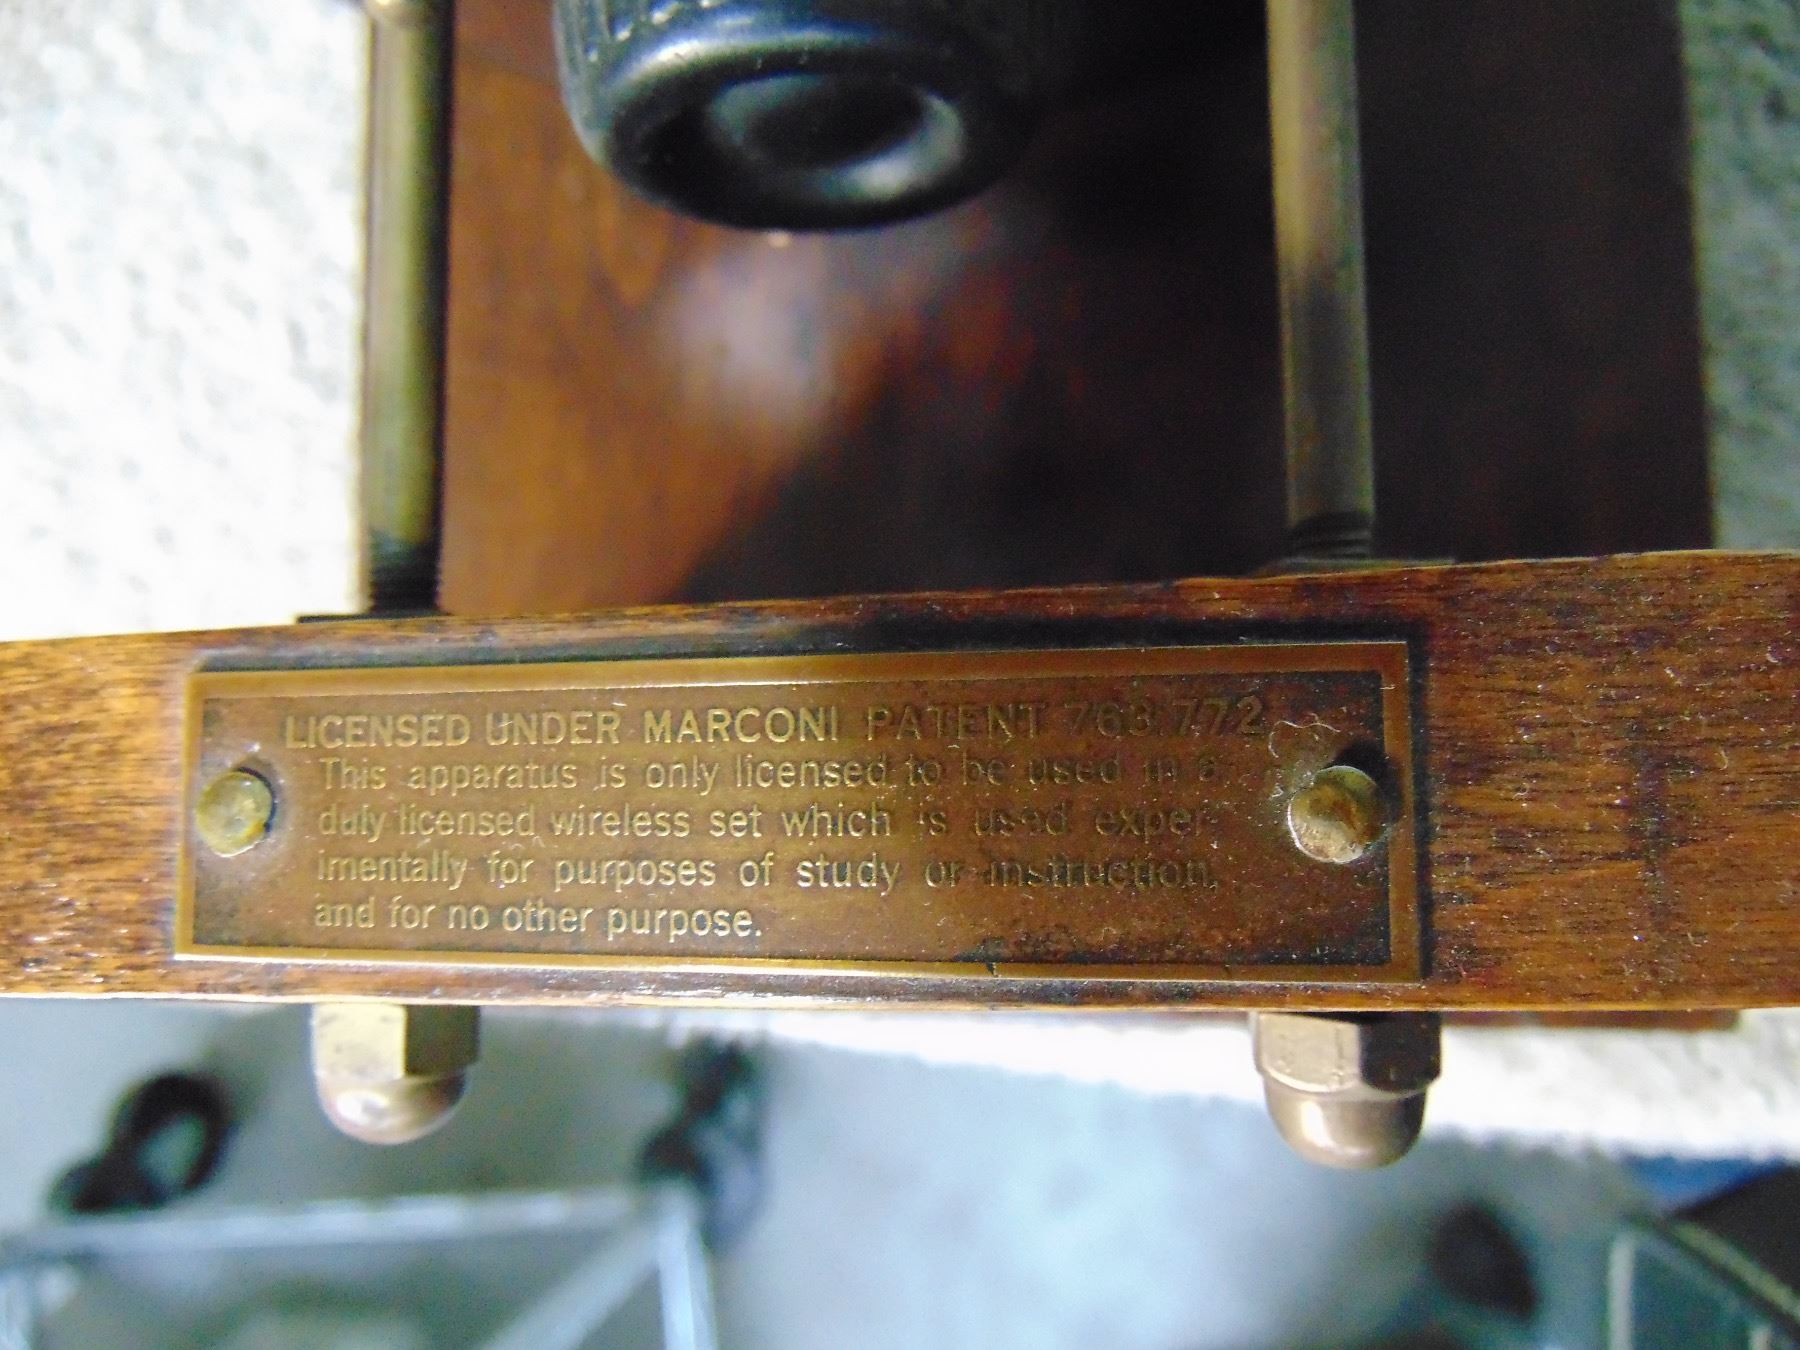 LICENSED UNDER MARCONI PATENT 763,772
This apparatus is only licensed to be used in a
duly licensed wireless set which is used exper-
imentally for purposes of study or instruction,
and for no other purpose.